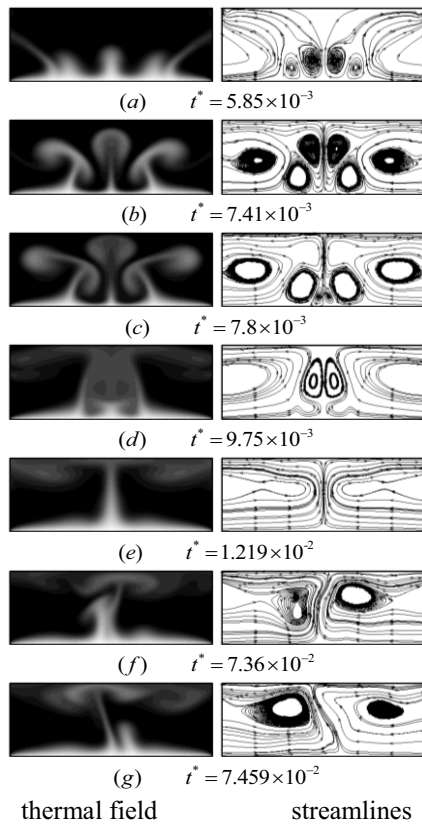 (a) t* = 5.85×10⁻³
(b) t* = 7.41×10⁻³
(c) t* = 7.8×10⁻³
(d) t* = 9.75×10⁻³
(e) t* = 1.219×10⁻²
(f) t* = 7.36×10⁻²
(g) t* = 7.459×10⁻²
thermal field streamlines